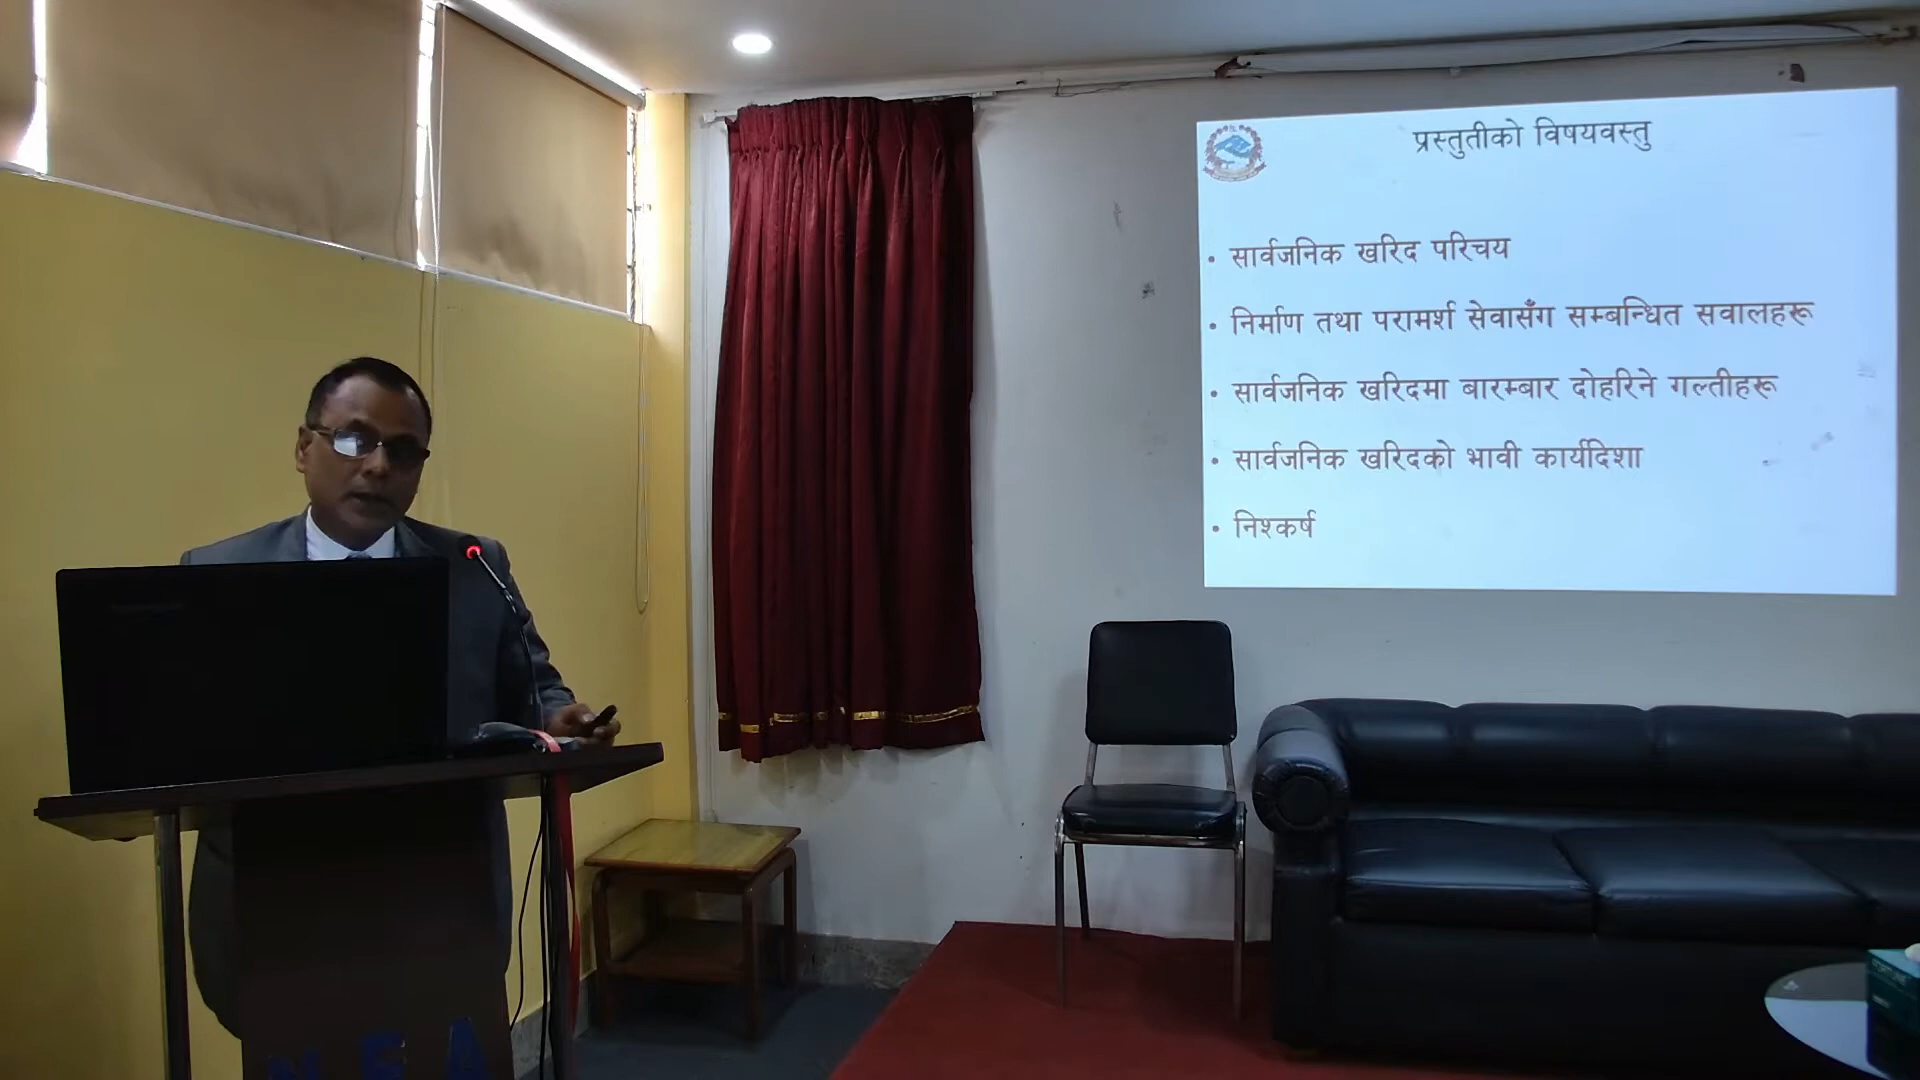 प्रस्तुतीको विषयवस्तु
• सार्वजनिक खरिद परिचय
• निर्माण तथा परामर्श सेवासँग सम्बन्धित सवालहरू
• सार्वजनिक खरिदमा बारम्बार दोहरिने गल्तीहरू
• सार्वजनिक खरिदको भावी कार्यदिशा
• निश्कर्ष
NEA